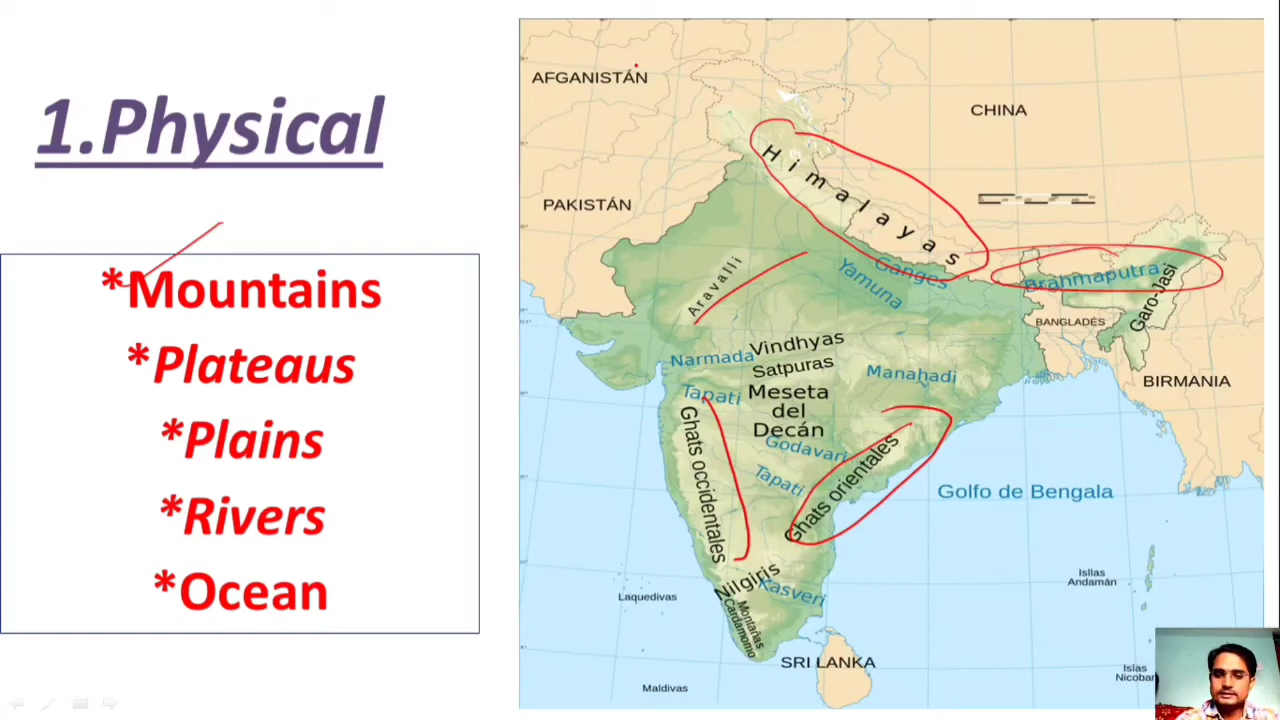 1.Physical
*Mountains
*Plateaus
*Plains
*Rivers
*Ocean
AFGANISTÁN
CHINA
PAKISTÁN
Himalayas
Aravalli
Ganges
Yamuna
Brahmaputra
Garo-Jasi
BANGLADÉS
BIRMANIA
Narmada
Vindhyas
Satpuras
Manahadi
Tapati
Meseta
del
Decán
Godavari
Tapati
Ghats occidentales
Ghats orientales
Golfo de Bengala
Nilgiris
Kasveri
Montañas
Cardamomo
Laquedivas
Isllas
Andamán
SRI LANKA
Maldivas
Islas
Nicobar